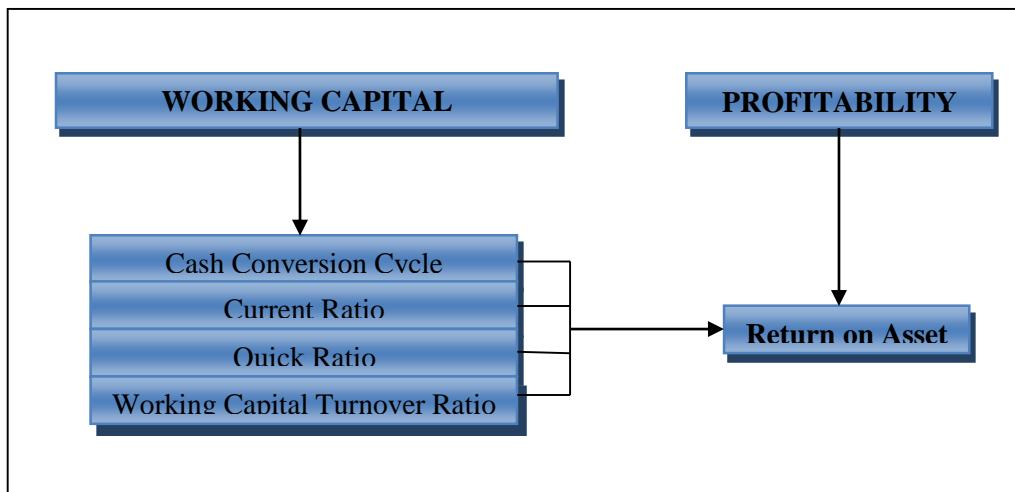 WORKING CAPITAL
PROFITABILITY
Cash Conversion Cycle
Current Ratio
Quick Ratio
Working Capital Turnover Ratio
Return on Asset